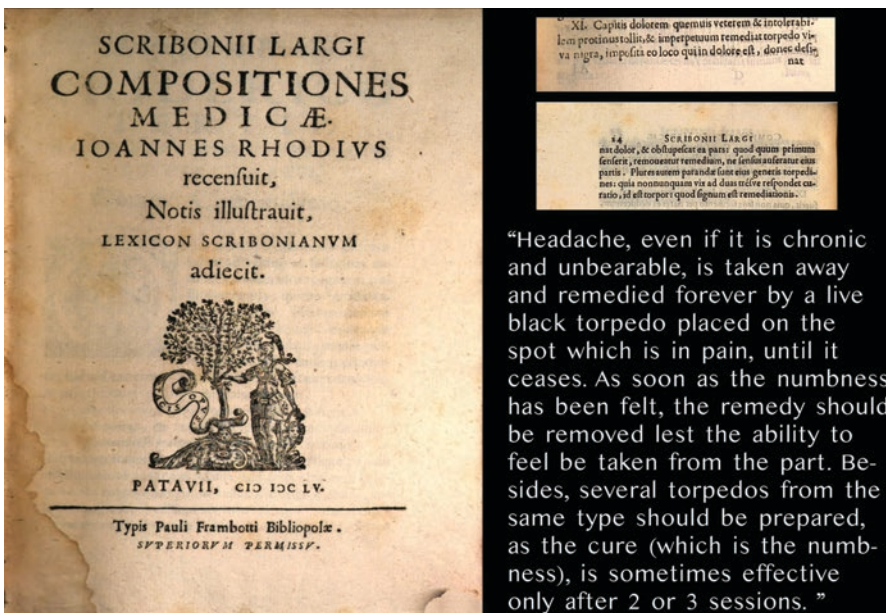 SCRIBONII LARGI
COMPOSITIONES
MEDICÆ.
IOANNES RHODIVS
recenſuit,
Notis illuſtrauit,
LEXICON SCRIBONIANVM
adiecit.
PATAVII, CIↃ IↃC LV.
Typis Pauli Frambotti Bibliopolæ.
SVPERIORVM PERMISSV.
XI. Capitis dolorem quemuis veterem & intolerabi-
lem protinus tollit, & imperpetuum remediat torpedo vi-
va nigra, impoſita eo loco qui in dolore eſt, donec deſi-
nat
24 SCRIBONII LARGI
nat dolor, & obſtupeſcat ea pars: quod quum primum
ſenſerit, remoueatur remedium, ne ſenſus auferatur eius
partis. Plures autem parandæ ſunt eius generis torpedi-
nes: quia nonnunquam vix ad duas tréſve reſpondet cu-
ratio, id eſt torpor: quod ſignum eſt remediationis.
“Headache, even if it is chronic
and unbearable, is taken away
and remedied forever by a live
black torpedo placed on the
spot which is in pain, until it
ceases. As soon as the numbness
has been felt, the remedy should
be removed lest the ability to
feel be taken from the part. Be-
sides, several torpedos from the
same type should be prepared,
as the cure (which is the numb-
ness), is sometimes effective
only after 2 or 3 sessions. ”